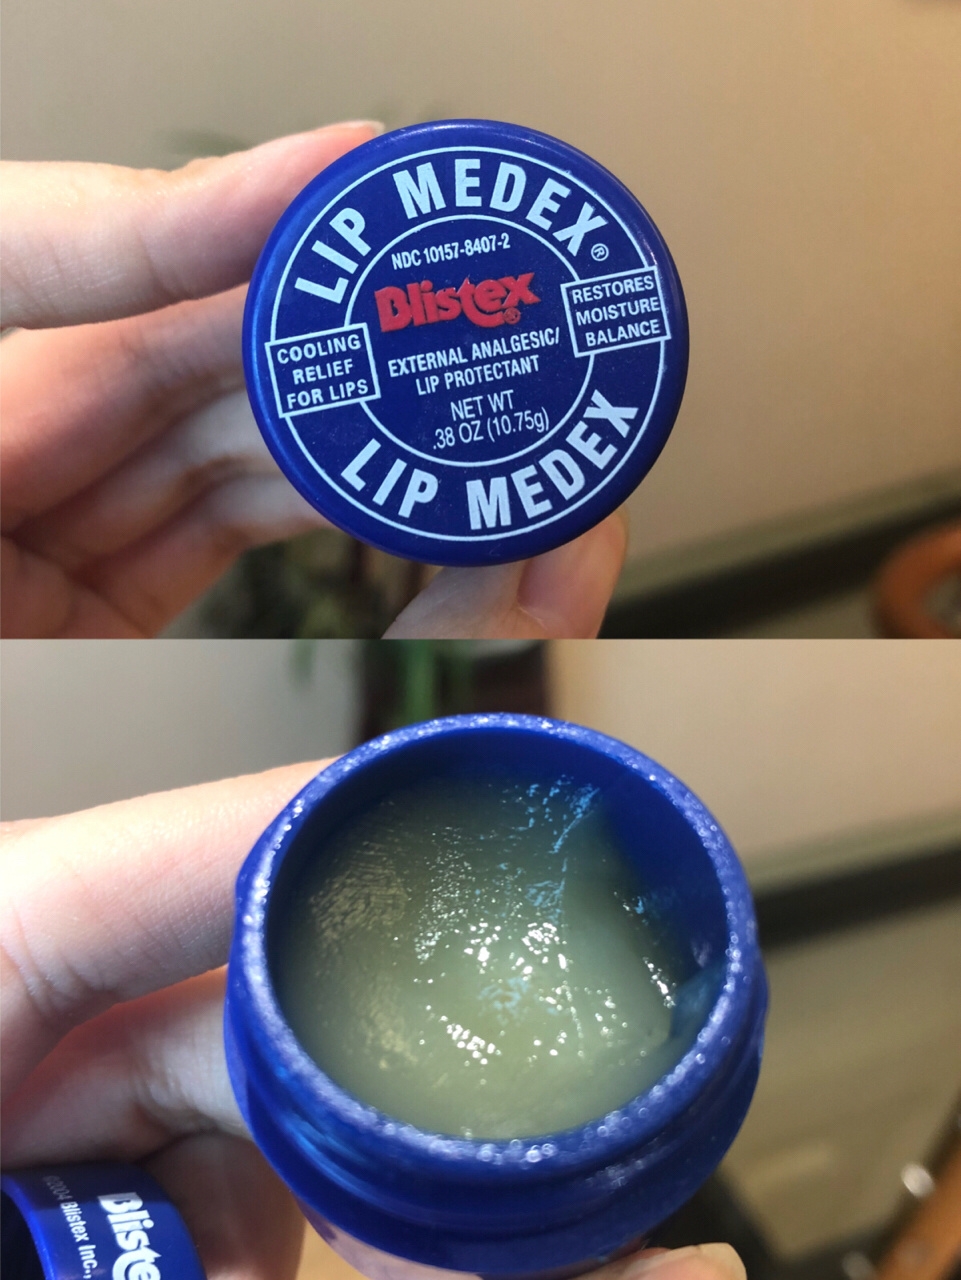 LIP MEDEX®
NDC 10157-8407-2
Blistex®
EXTERNAL ANALGESIC/
LIP PROTECTANT
NET WT
.38 OZ (10.75g)
COOLING
RELIEF
FOR LIPS
RESTORES
MOISTURE
BALANCE
LIP MEDEX
Bliste
©2004 Blistex Inc.,